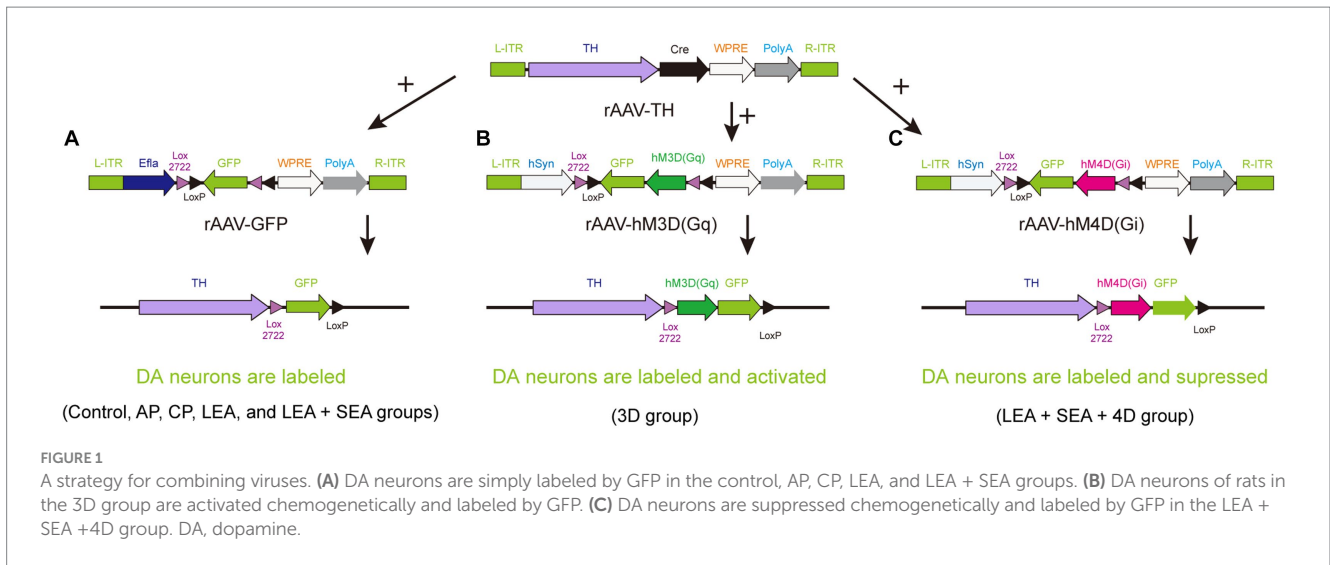 L-ITR TH Cre WPRE PolyA R-ITR
+ rAAV-TH + +
A
L-ITR Efla Lox 2722 GFP WPRE PolyA R-ITR
LoxP
rAAV-GFP
B
L-ITR hSyn Lox 2722 GFP hM3D(Gq) WPRE PolyA R-ITR
LoxP
rAAV-hM3D(Gq)
C
L-ITR hSyn Lox 2722 GFP hM4D(Gi) WPRE PolyA R-ITR
LoxP
rAAV-hM4D(Gi)
TH GFP
Lox 2722 LoxP
DA neurons are labeled
(Control, AP, CP, LEA, and LEA + SEA groups)
TH hM3D(Gq) GFP
Lox 2722 LoxP
DA neurons are labeled and activated
(3D group)
TH hM4D(Gi) GFP
Lox 2722 LoxP
DA neurons are labeled and supressed
(LEA + SEA + 4D group)
FIGURE 1
A strategy for combining viruses. (A) DA neurons are simply labeled by GFP in the control, AP, CP, LEA, and LEA + SEA groups. (B) DA neurons of rats in
the 3D group are activated chemogenetically and labeled by GFP. (C) DA neurons are suppressed chemogenetically and labeled by GFP in the LEA +
SEA +4D group. DA, dopamine.